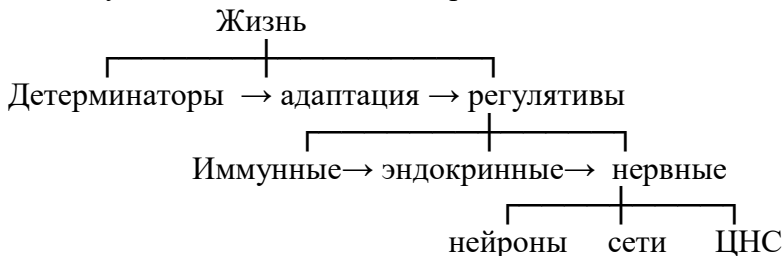 Жизнь
Детерминаторы → адаптация → регулятивы
Иммунные→ эндокринные→ нервные
нейроны сети ЦНС